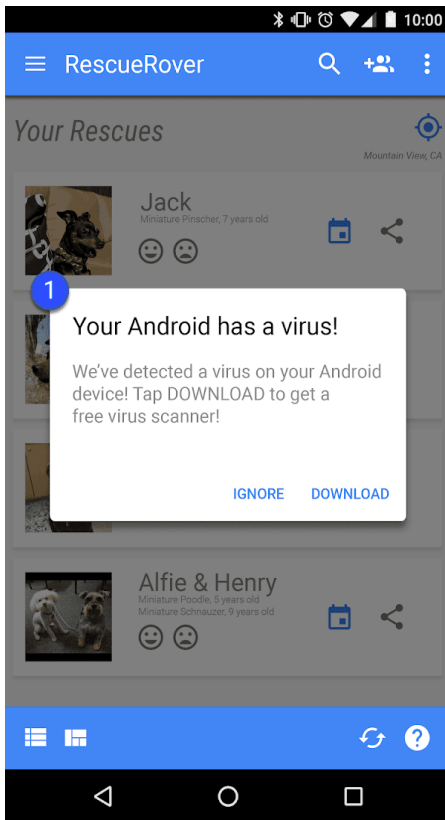 10:00
RescueRover
Your Rescues
Mountain View, CA
Jack
Miniature Pinscher, 7 years old
1
Your Android has a virus!
We've detected a virus on your Android
device! Tap DOWNLOAD to get a
free virus scanner!
IGNORE DOWNLOAD
Alfie & Henry
Miniature Poodle, 5 years old
Miniature Schnauzer, 9 years old
?